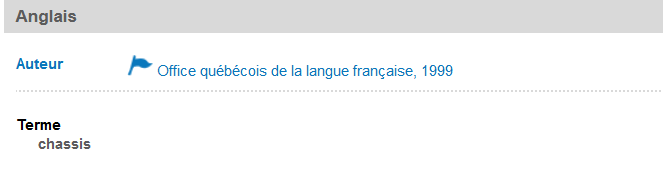 Anglais
Auteur Office québécois de la langue française, 1999
Terme
chassis